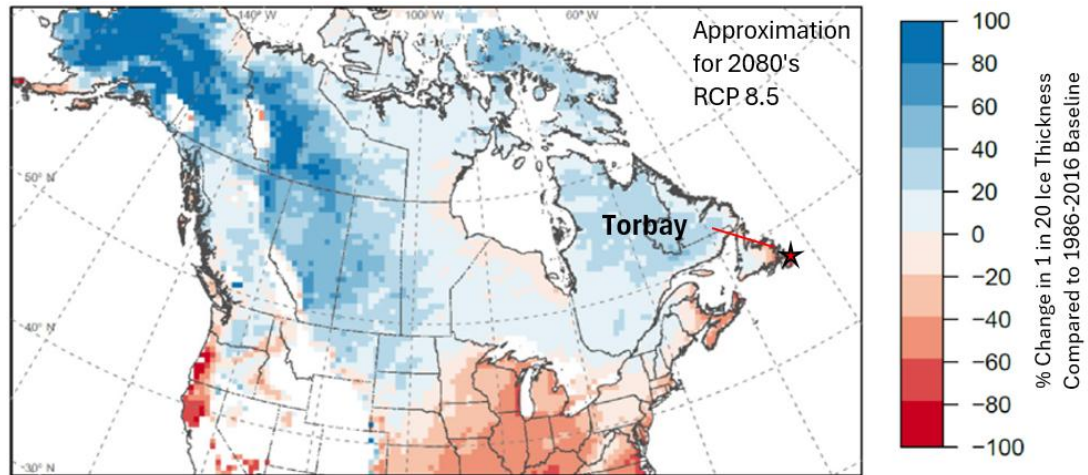 140° W
100° W
60° W
Approximation
for 2080's
RCP 8.5
50° N
Torbay
40° N
30° N
100
80
60
40
20
0
−20
−40
−60
−80
−100
% Change in 1 in 20 Ice Thickness
Compared to 1986-2016 Baseline